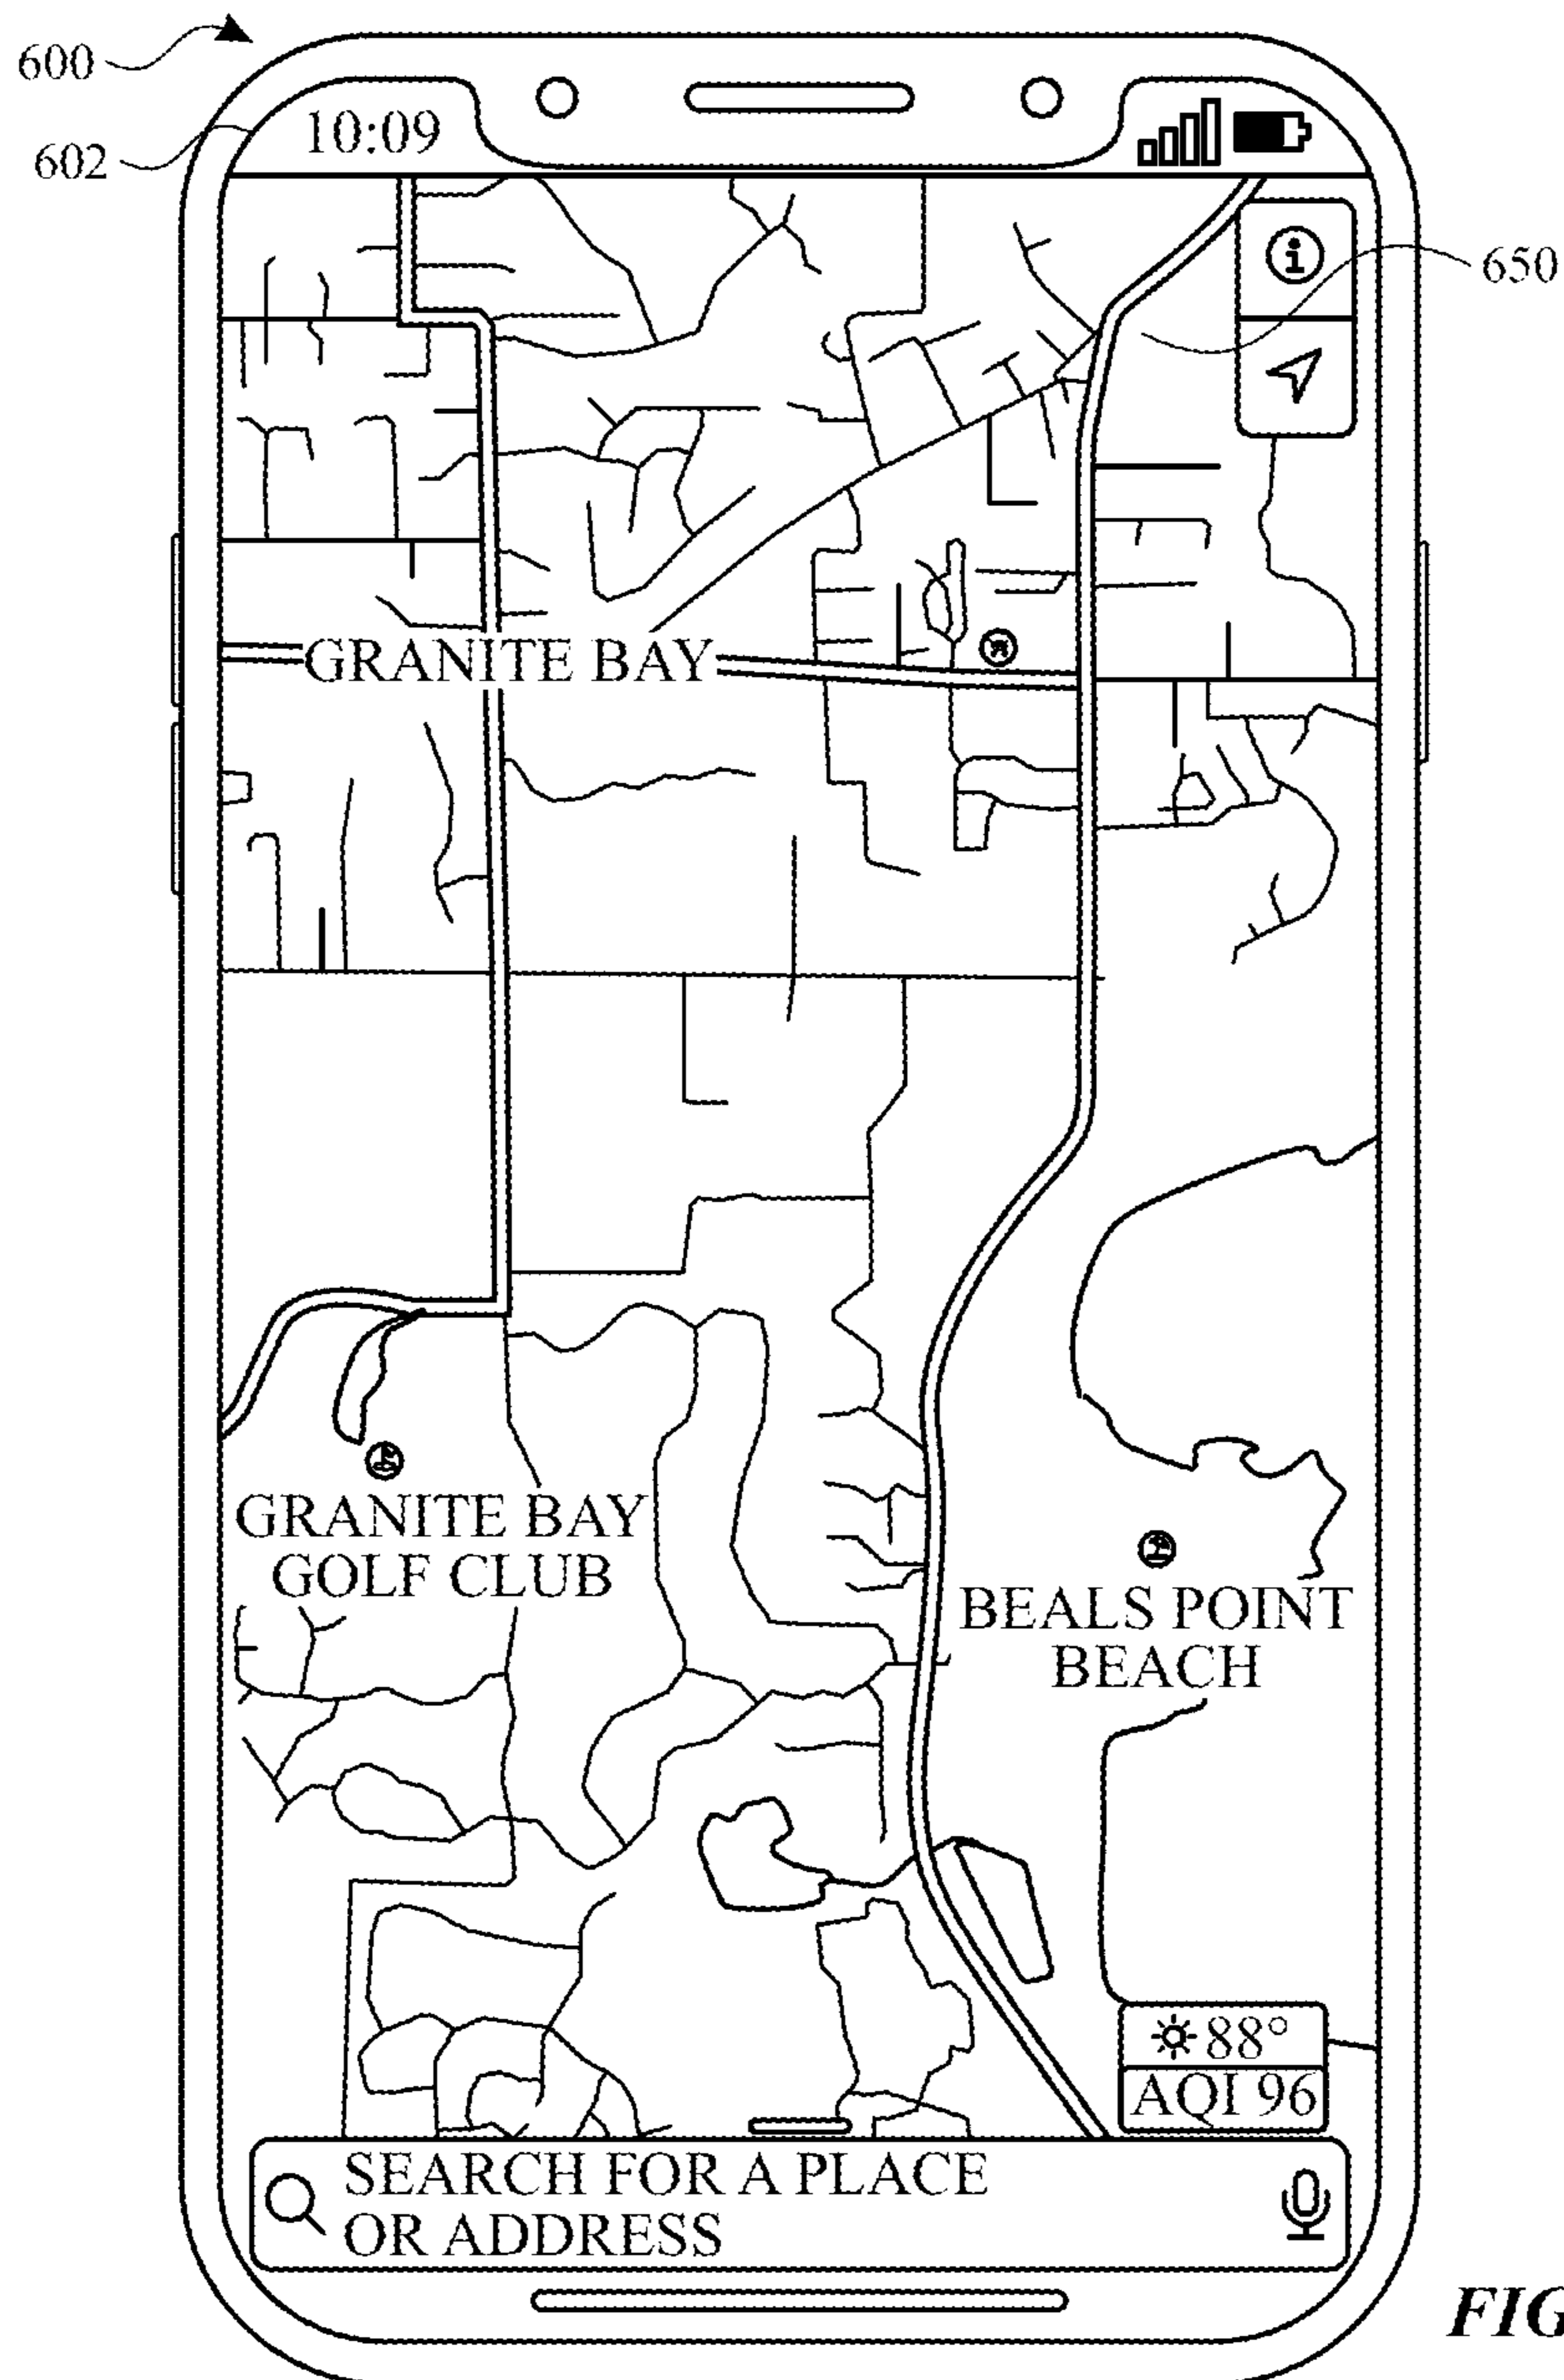 600
602
10:09
650
GRANITE BAY
GRANITE BAY
GOLF CLUB
BEALS POINT
BEACH
88°
AQI 96
SEARCH FOR A PLACE
OR ADDRESS
FIG